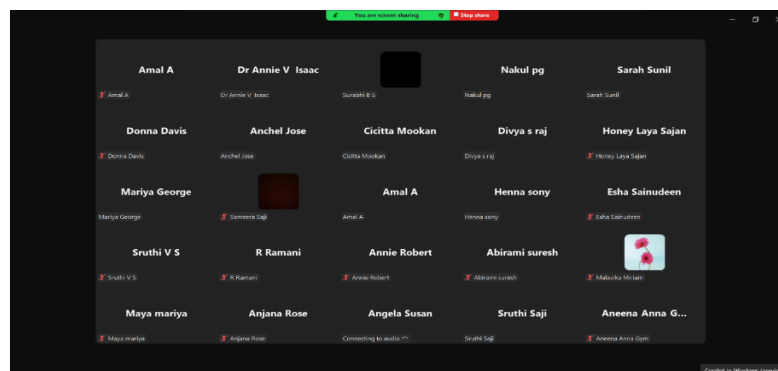 You are screen sharing Stop share
Amal A Dr Annie V Isaac Nakul pg Sarah Sunil
Amal A Dr Annie V Isaac Surabhi B S Nakul pg Sarah Sunil
Donna Davis Anchel Jose Cicitta Mookan Divya s raj Honey Laya Sajan
Donna Davis Anchel Jose Cicitta Mookan Divya s raj Honey Laya Sajan
Mariya George Amal A Henna sony Esha Sainudeen
Mariya George Sameera Saji Amal A Henna sony Esha Sainudeen
Sruthi V S R Ramani Annie Robert Abirami suresh
Sruthi V S R Ramani Annie Robert Abirami suresh Malavika Miriam
Maya mariya Anjana Rose Angela Susan Sruthi Saji Aneena Anna G...
Maya mariya Anjana Rose Connecting to audio Sruthi Saji Aneena Anna Gym
Copilot in Windows